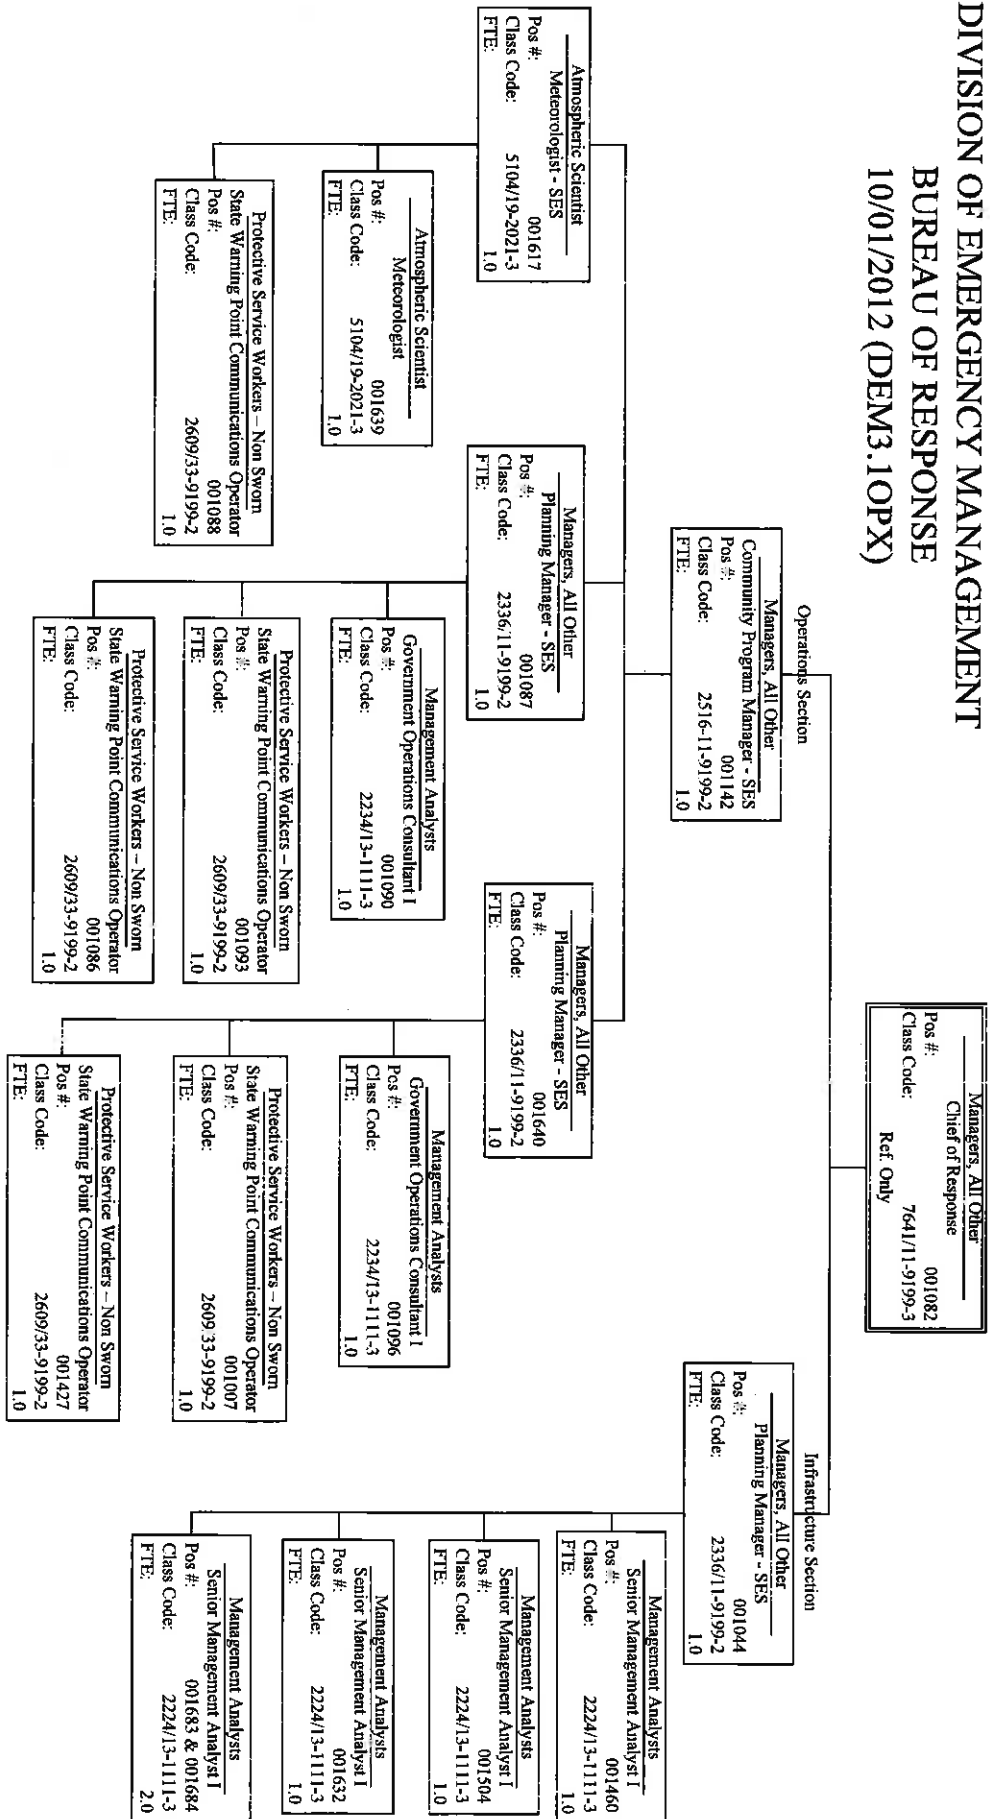 DIVISION OF EMERGENCY MANAGEMENT
BUREAU OF RESPONSE
10/01/2012 (DEM3.1OPX)
Managers, All Other
Chief of Response
Pos #: 001082
Class Code: 7641/11-9199-3
Ref. Only
Operations Section
Managers, All Other
Community Program Manager - SES
Pos #: 001142
Class Code: 2516-11-9199-2
FTE: 1.0
Infrastructure Section
Managers, All Other
Planning Manager - SES
Pos #: 001044
Class Code: 2336/11-9199-2
FTE: 1.0
Atmospheric Scientist
Meteorologist - SES
Pos #: 001617
Class Code: 5104/19-2021-3
FTE: 1.0
Atmospheric Scientist
Meteorologist
Pos #: 001639
Class Code: 5104/19-2021-3
FTE: 1.0
Protective Service Workers – Non Sworn
State Warning Point Communications Operator
Pos #: 001088
Class Code: 2609/33-9199-2
FTE: 1.0
Managers, All Other
Planning Manager - SES
Pos #: 001087
Class Code: 2336/11-9199-2
FTE: 1.0
Management Analysts
Government Operations Consultant I
Pos #: 001090
Class Code: 2234/13-1111-3
FTE: 1.0
Protective Service Workers – Non Sworn
State Warning Point Communications Operator
Pos #: 001093
Class Code: 2609/33-9199-2
FTE: 1.0
Protective Service Workers – Non Sworn
State Warning Point Communications Operator
Pos #: 001086
Class Code: 2609/33-9199-2
FTE: 1.0
Managers, All Other
Planning Manager - SES
Pos #: 001640
Class Code: 2336/11-9199-2
FTE: 1.0
Management Analysts
Government Operations Consultant I
Pos #: 001096
Class Code: 2234/13-1111-3
FTE: 1.0
Protective Service Workers – Non Sworn
State Warning Point Communications Operator
Pos #: 001007
Class Code: 2609/33-9199-2
FTE: 1.0
Protective Service Workers – Non Sworn
State Warning Point Communications Operator
Pos #: 001427
Class Code: 2609/33-9199-2
FTE: 1.0
Management Analysts
Senior Management Analyst I
Pos #: 001460
Class Code: 2224/13-1111-3
FTE: 1.0
Management Analysts
Senior Management Analyst I
Pos #: 001504
Class Code: 2224/13-1111-3
FTE: 1.0
Management Analysts
Senior Management Analyst I
Pos #: 001632
Class Code: 2224/13-1111-3
FTE: 1.0
Management Analysts
Senior Management Analyst I
Pos #: 001683 & 001684
Class Code: 2224/13-1111-3
FTE: 2.0